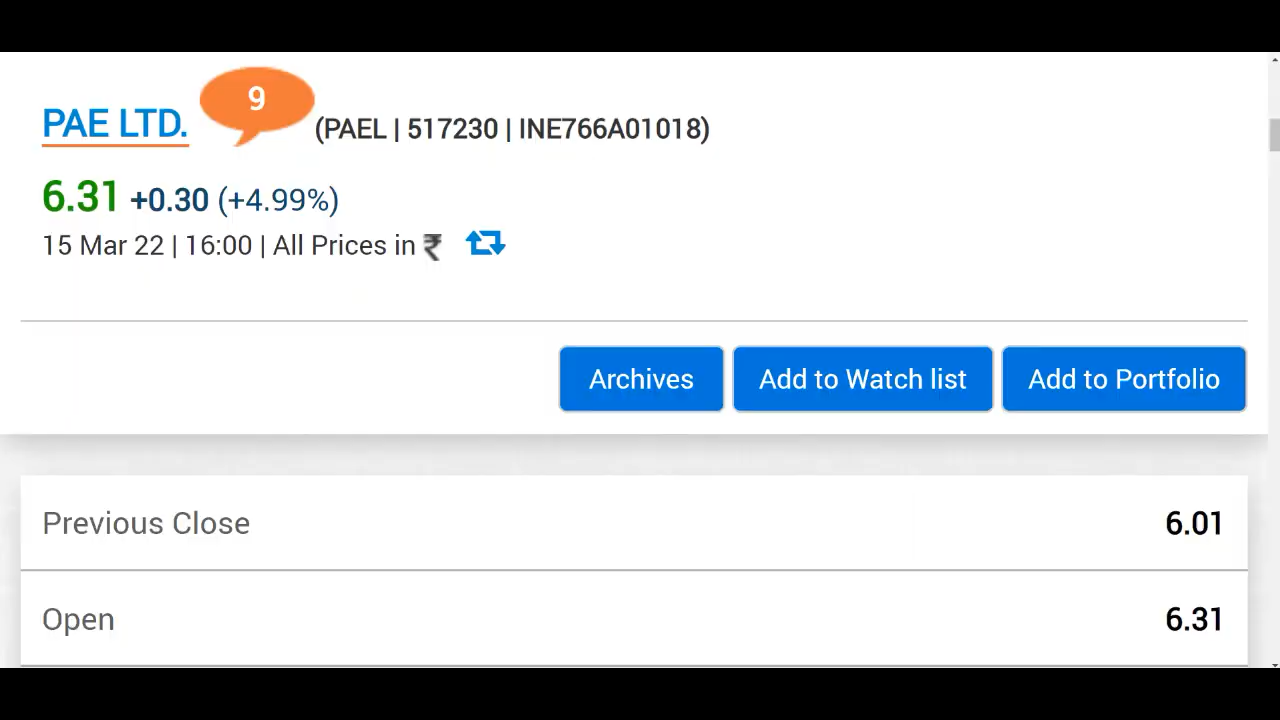 PAE LTD. 9 (PAEL | 517230 | INE766A01018)
6.31 +0.30 (+4.99%)
15 Mar 22 | 16:00 | All Prices in ₹
Archives Add to Watch list Add to Portfolio
Previous Close 6.01
Open 6.31